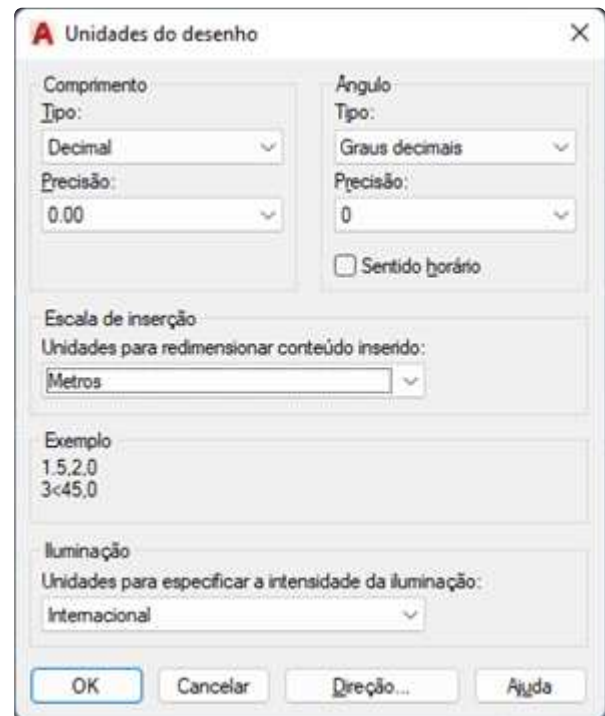 Unidades do desenho
Comprimento
Tipo:
Decimal
Precisão:
0.00
Ângulo
Tipo:
Graus decimais
Precisão:
0
Sentido horário
Escala de inserção
Unidades para redimensionar conteúdo inserido:
Metros
Exemplo
1.5,2,0
3<45,0
Iluminação
Unidades para especificar a intensidade da iluminação:
Internacional
OK
Cancelar
Direção...
Ajuda